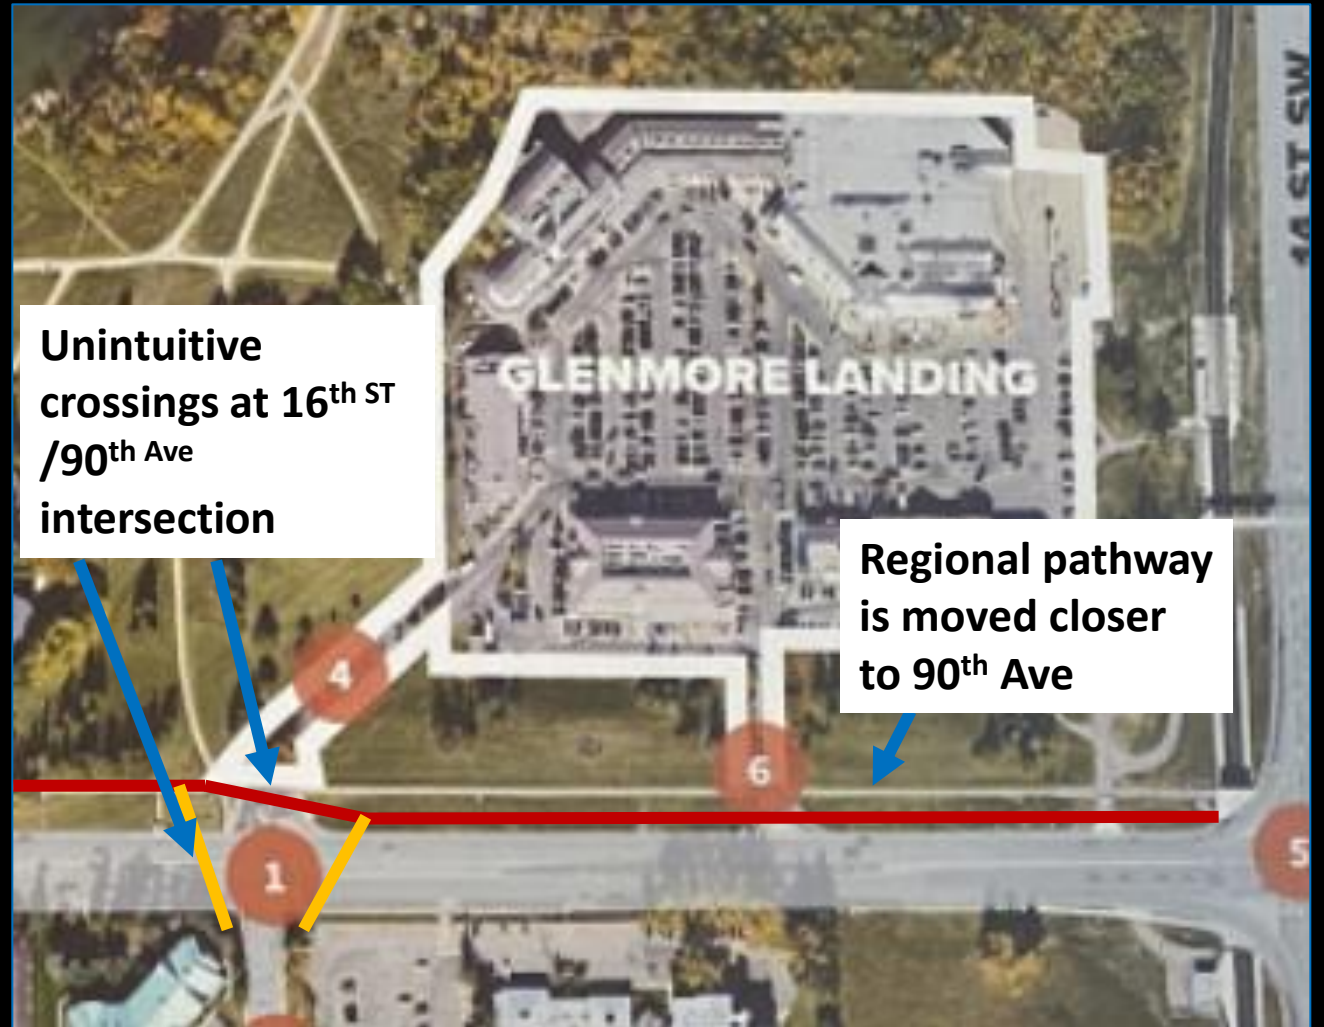 14 ST SW
Unintuitive
crossings at 16th ST
/90th Ave
intersection
GLENMORE LANDING
Regional pathway
is moved closer
to 90th Ave
4
6
1
5